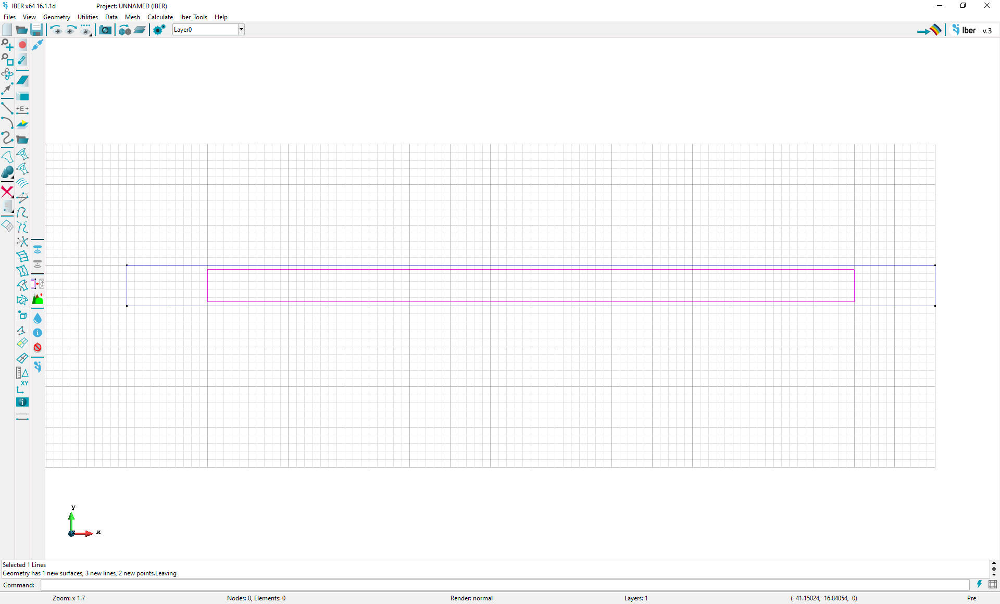 IBER x64 16.1.1d Project: UNNAMED (IBER)
Files View Geometry Utilities Data Mesh Calculate Iber_Tools Help
Layer0
Iber v.3
E
XY
y
z
x
Selected 1 Lines
Geometry has 1 new surfaces, 3 new lines, 2 new points.Leaving
Command:
Zoom: x 1.7 Nodes: 0, Elements: 0 Render: normal Layers: 1 ( 41.15024, 16.84054, 0) Pre